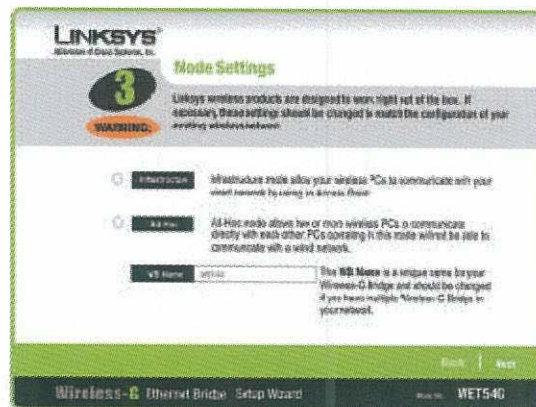 LINKSYS®
A Division of Cisco Systems, Inc.
3
WARNING:
Mode Settings
Linksys wireless products are designed to work right out of the box. If
necessary, these settings should be changed to match the configuration of your
existing wireless network.
Infrastructure
Infrastructure mode allow your wireless PCs to communicate with your
wired network by using an Access Point.
Ad-Hoc
Ad-Hoc mode allows two or more wireless PCs to communicate
directly with each other. PCs operating in this mode will not be able to
communicate with a wired network.
WB Name
The WB Name is a unique name for your
Wireless-G Bridge and should be changed
if you have multiple Wireless-G Bridge in
your network.
Back | Next
Wireless-G Ethernet Bridge Setup Wizard
Model No. WET54G